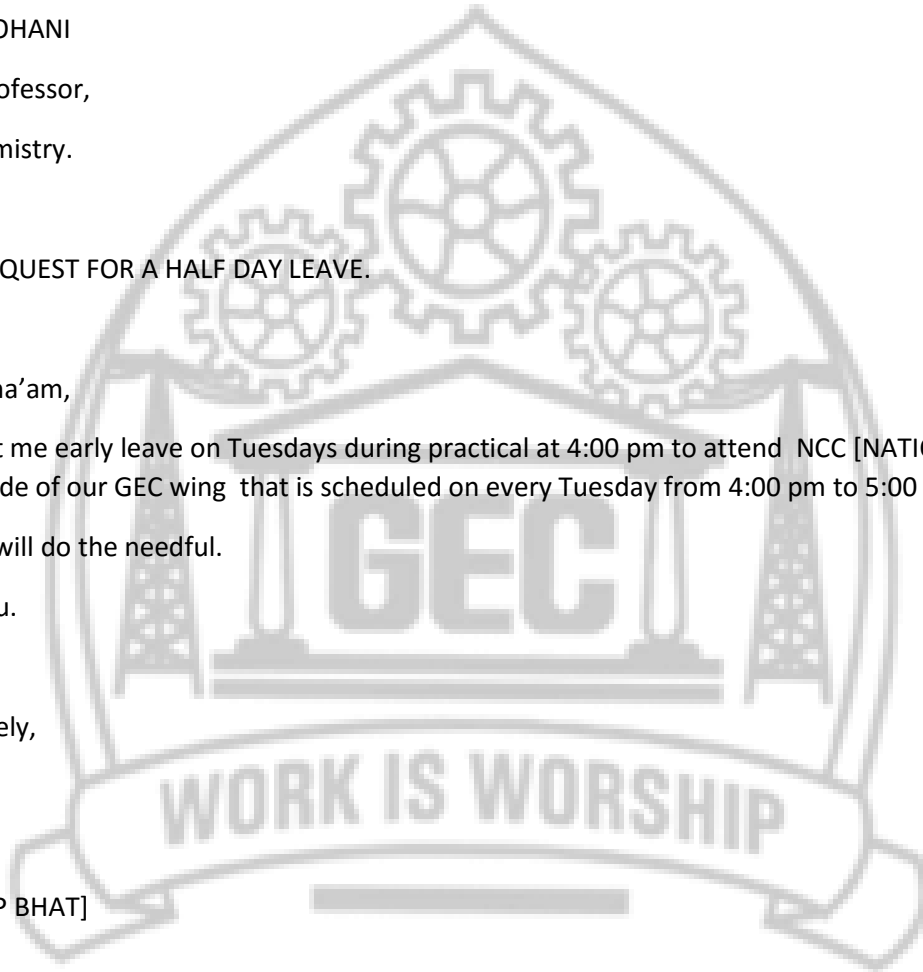 OHANI
ofessor,
mistry.
QUEST FOR A HALF DAY LEAVE.
na'am,
t me early leave on Tuesdays during practical at 4:00 pm to attend NCC [NATIO
de of our GEC wing that is scheduled on every Tuesday from 4:00 pm to 5:00
will do the needful.
u.
ely,
P BHAT]
GEC
WORK IS WORSHIP